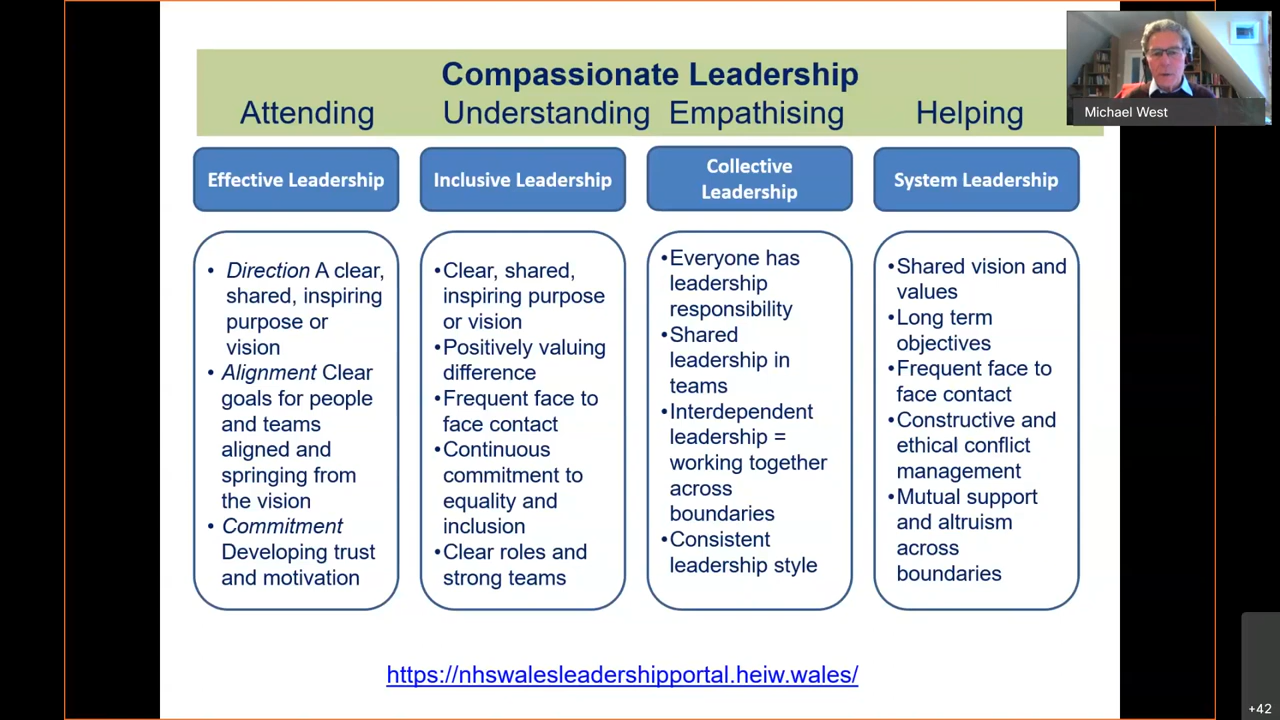 Compassionate Leadership
Attending Understanding Empathising Helping
Michael West
Effective Leadership
• Direction A clear,
shared, inspiring
purpose or
vision
• Alignment Clear
goals for people
and teams
aligned and
springing from
the vision
• Commitment
Developing trust
and motivation
Inclusive Leadership
•Clear, shared,
inspiring purpose
or vision
•Positively valuing
difference
•Frequent face to
face contact
•Continuous
commitment to
equality and
inclusion
•Clear roles and
strong teams
Collective
Leadership
•Everyone has
leadership
responsibility
•Shared
leadership in
teams
•Interdependent
leadership =
working together
across
boundaries
•Consistent
leadership style
System Leadership
•Shared vision and
values
•Long term
objectives
•Frequent face to
face contact
•Constructive and
ethical conflict
management
•Mutual support
and altruism
across
boundaries
https://nhswalesleadershipportal.heiw.wales/
+42